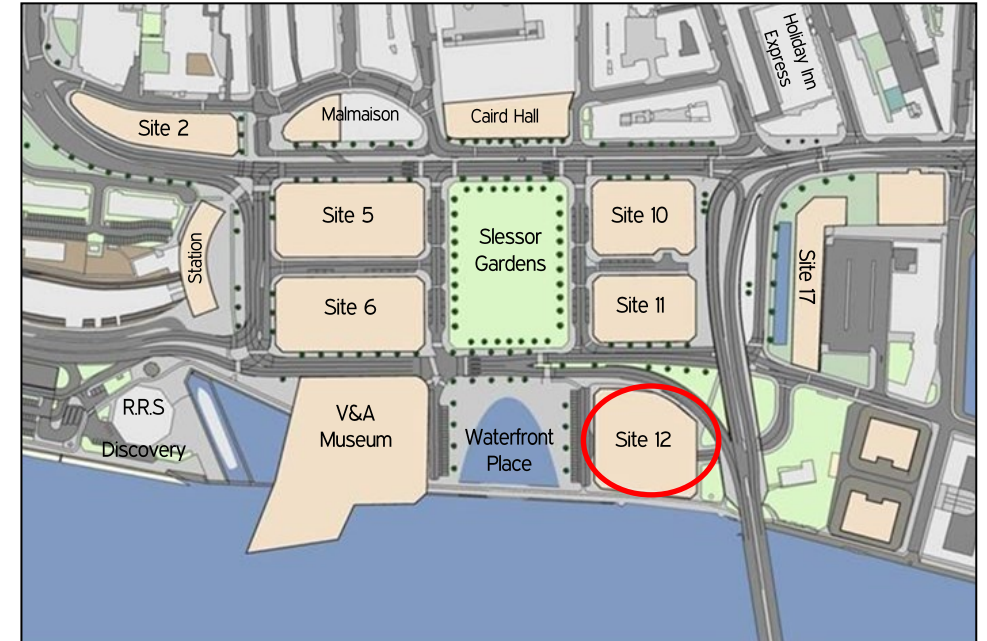 Holiday Inn
Express
Malmaison
Caird Hall
Site 2
Site 5
Slessor
Gardens
Site 10
Station
Site 17
Site 6
Site 11
R.R.S
Discovery
V&A
Museum
Waterfront
Place
Site 12